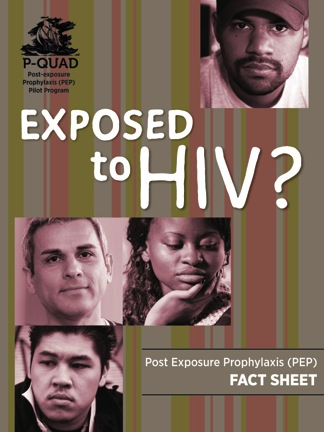 P-QUAD
Post-exposure
Prophylaxis (PEP)
Pilot Program
EXPOSED
to HIV?
Post Exposure Prophylaxis (PEP)
FACT SHEET